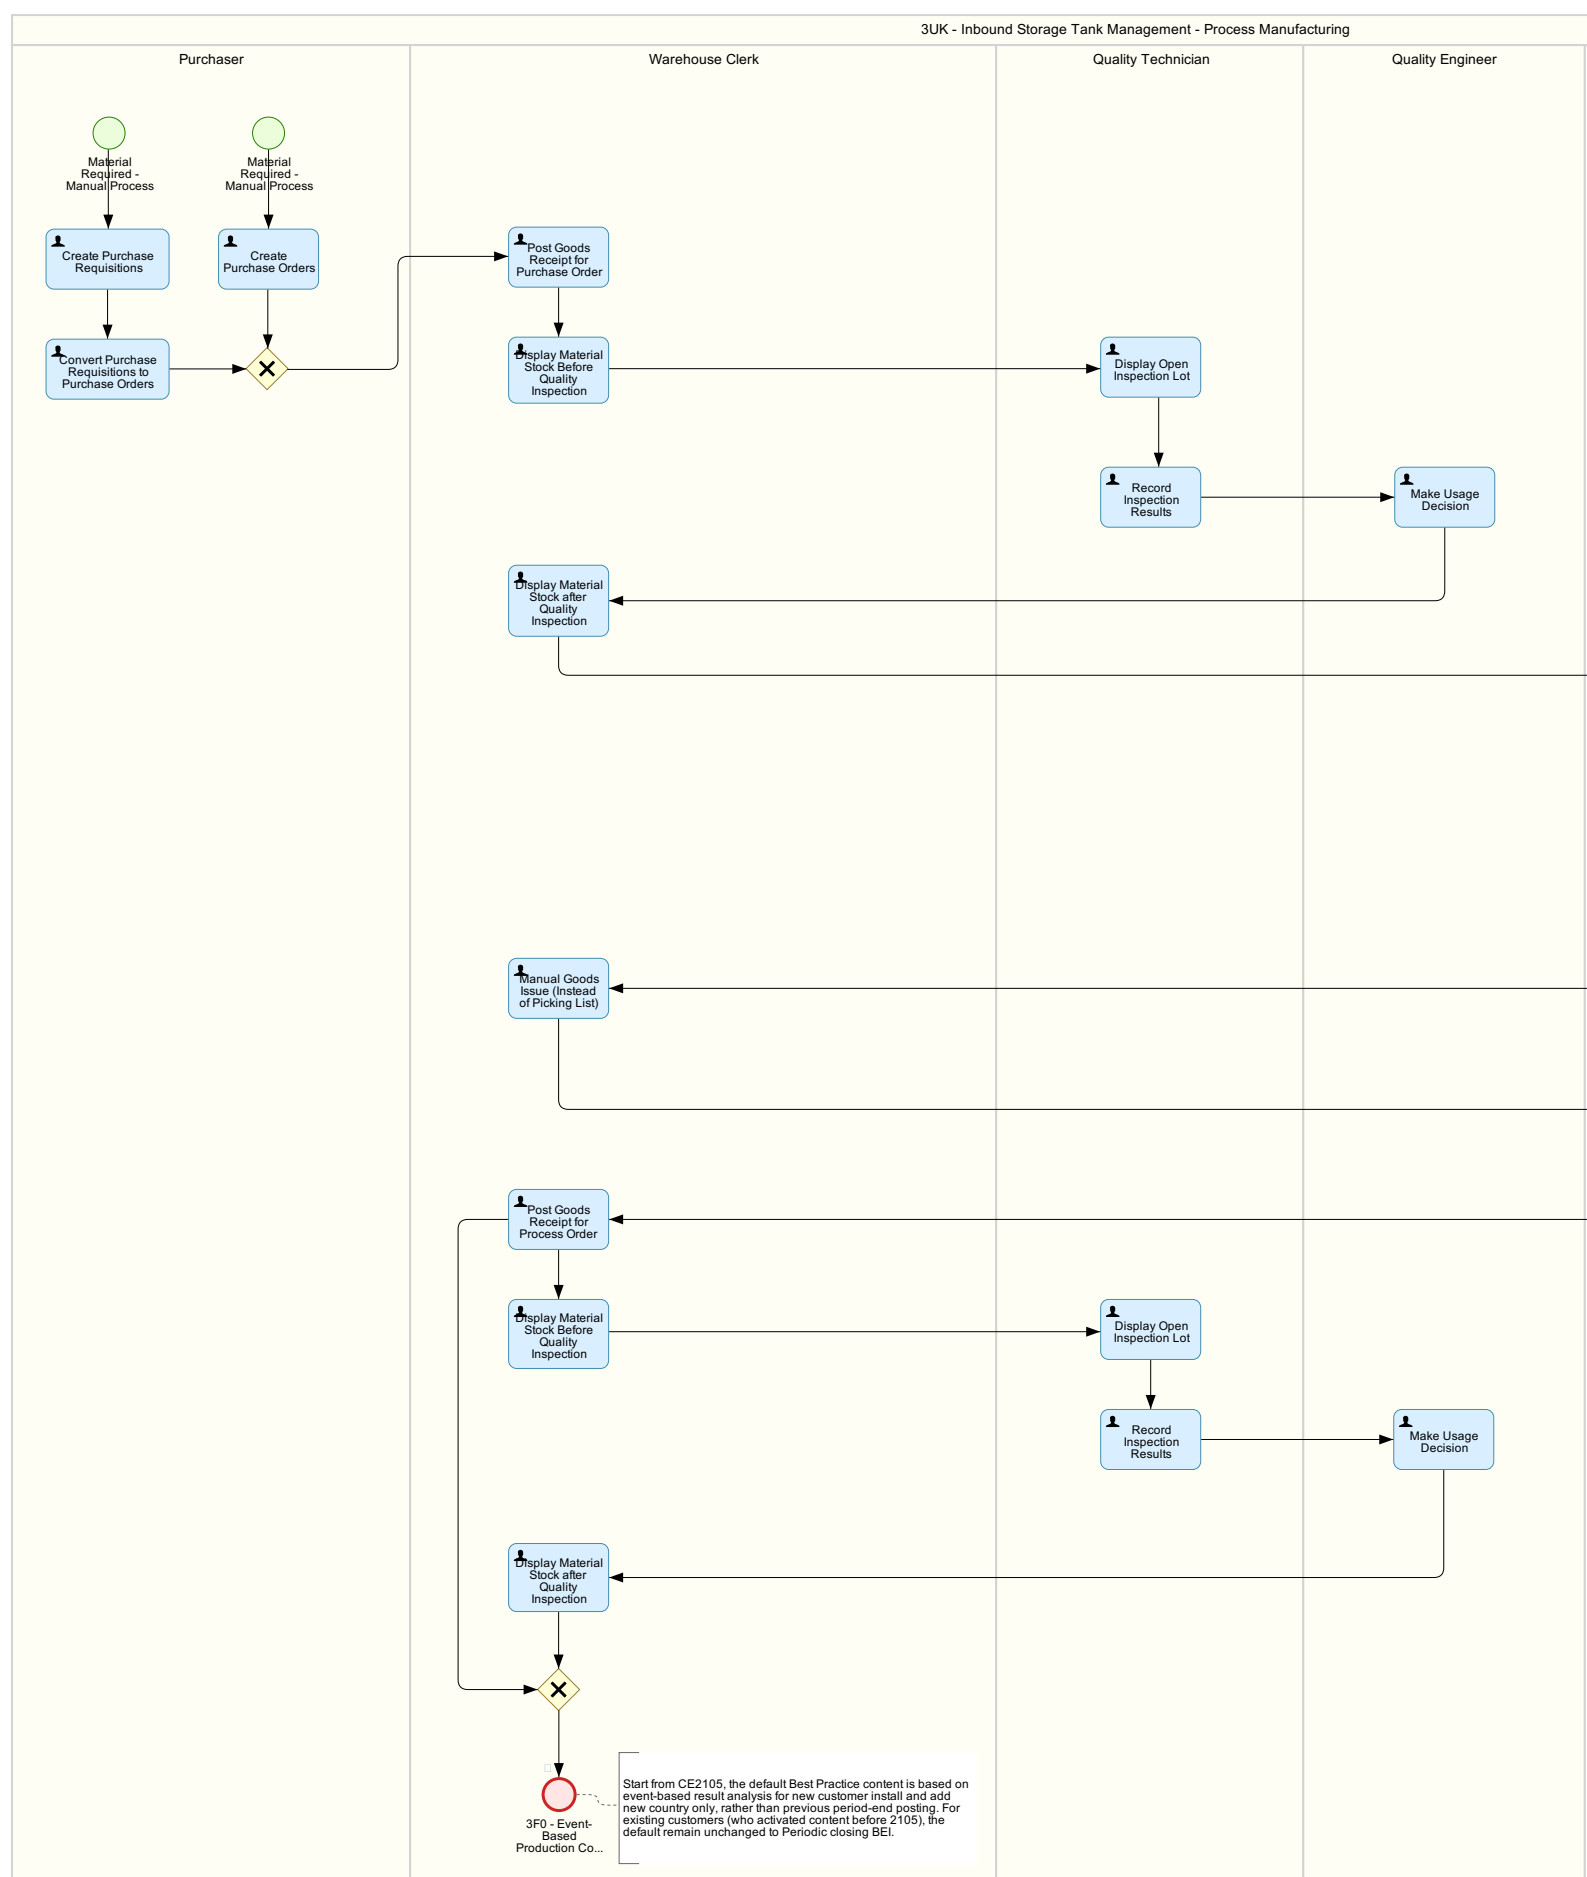 3UK - Inbound Storage Tank Management - Process Manufacturing
Purchaser
Warehouse Clerk
Quality Technician
Quality Engineer
Material
Required -
Manual Process
Material
Required -
Manual Process
Create Purchase
Requisitions
Create
Purchase Orders
Post Goods
Receipt for
Purchase Order
Convert Purchase
Requisitions to
Purchase Orders
Display Material
Stock Before
Quality
Inspection
Display Open
Inspection Lot
Record
Inspection
Results
Make Usage
Decision
Display Material
Stock after
Quality
Inspection
Manual Goods
Issue (Instead
of Picking List)
Post Goods
Receipt for
Process Order
Display Material
Stock Before
Quality
Inspection
Display Open
Inspection Lot
Record
Inspection
Results
Make Usage
Decision
Display Material
Stock after
Quality
Inspection
3F0 - Event-
Based
Production Co...
Start from CE2105, the default Best Practice content is based on
event-based result analysis for new customer install and add
new country only, rather than previous period-end posting. For
existing customers (who activated content before 2105), the
default remain unchanged to Periodic closing BEI.